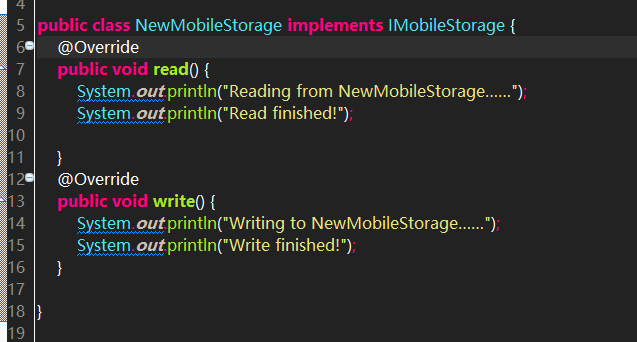 4
5 public class NewMobileStorage implements IMobileStorage {
6 @Override
7 public void read() {
8 System.out.println("Reading from NewMobileStorage......");
9 System.out.println("Read finished!");
10
11 }
12 @Override
13 public void write() {
14 System.out.println("Writing to NewMobileStorage......");
15 System.out.println("Write finished!");
16 }
17
18 }
19